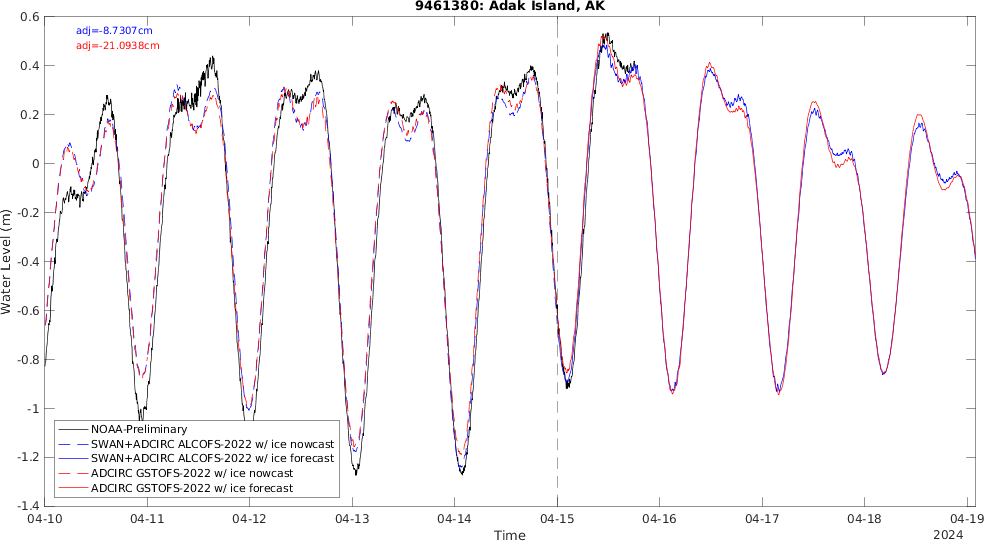 9461380: Adak Island, AK
adj=-8.7307cm
adj=-21.0938cm
0.6
0.4
0.2
0
-0.2
-0.4
-0.6
-0.8
-1
-1.2
-1.4
Water Level (m)
NOAA-Preliminary
SWAN+ADCIRC ALCOFS-2022 w/ ice nowcast
SWAN+ADCIRC ALCOFS-2022 w/ ice forecast
ADCIRC GSTOFS-2022 w/ ice nowcast
ADCIRC GSTOFS-2022 w/ ice forecast
04-10 04-11 04-12 04-13 04-14 04-15 04-16 04-17 04-18 04-19
Time
2024